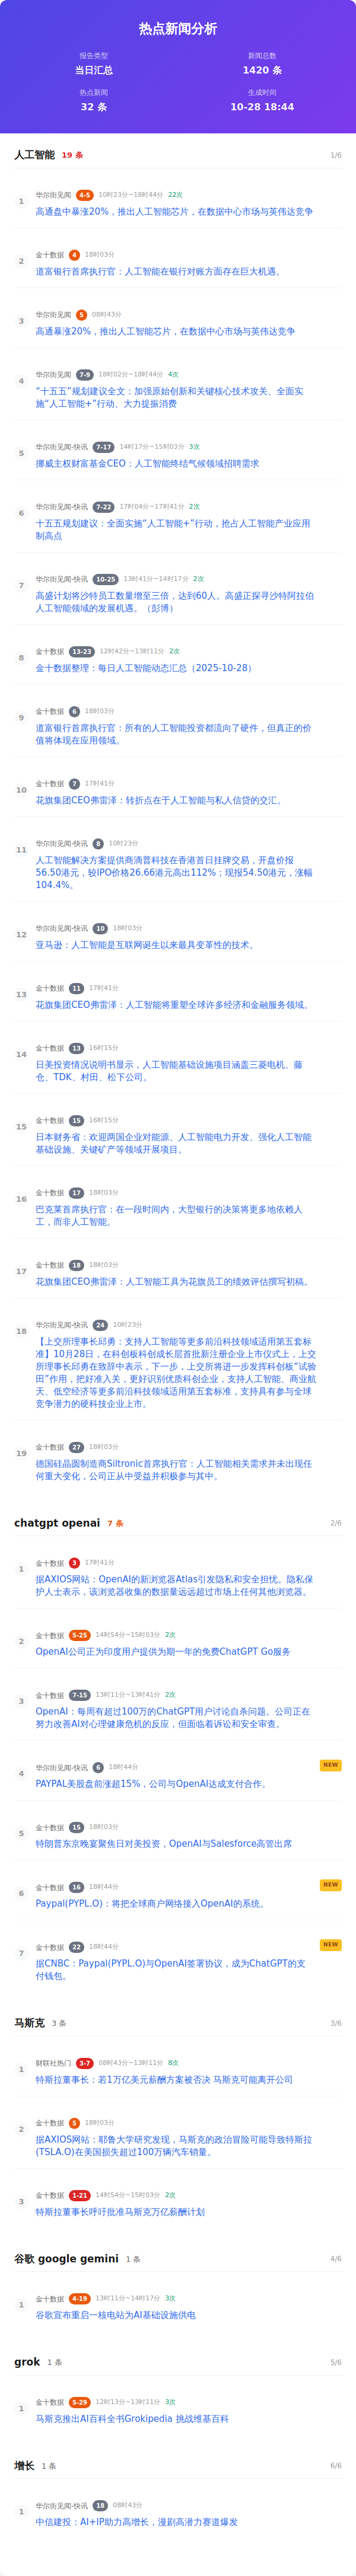 热点新闻分析
报告类型
当日汇总
新闻总数
1420 条
热点新闻
32 条
生成时间
10-28 18:44
人工智能 19 条 1/6
1
华尔街见闻 4-5 10时23分~18时44分 22次
高通盘中暴涨20%，推出人工智能芯片，在数据中心市场与英伟达竞争
2
金十数据 4 18时03分
道富银行首席执行官：人工智能在银行对账方面存在巨大机遇。
3
华尔街见闻 5 08时43分
高通暴涨20%，推出人工智能芯片，在数据中心市场与英伟达竞争
4
华尔街见闻 7-9 18时02分~18时44分 4次
“十五五”规划建议全文：加强原始创新和关键核心技术攻关、全面实
施“人工智能+”行动、大力提振消费
5
华尔街见闻-快讯 7-17 14时17分~15时03分 3次
挪威主权财富基金CEO：人工智能终结气候领域招聘需求
6
华尔街见闻-快讯 7-22 17时04分~17时41分 2次
十五五规划建议：全面实施“人工智能+”行动，抢占人工智能产业应用
制高点
7
华尔街见闻-快讯 10-25 13时41分~14时17分 2次
高盛计划将沙特员工数量增至三倍，达到60人。高盛正探寻沙特阿拉伯
人工智能领域的发展机遇。（彭博）
8
金十数据 13-23 12时42分~13时11分 2次
金十数据整理：每日人工智能动态汇总（2025-10-28）
9
金十数据 6 18时03分
道富银行首席执行官：所有的人工智能投资都流向了硬件，但真正的价
值将体现在应用领域。
10
金十数据 7 17时41分
花旗集团CEO弗雷泽：转折点在于人工智能与私人信贷的交汇。
11
华尔街见闻-快讯 8 10时23分
人工智能解决方案提供商滴普科技在香港首日挂牌交易，开盘价报
56.50港元，较IPO价格26.66港元高出112%；现报54.50港元，涨幅
104.4%。
12
华尔街见闻-快讯 10 18时03分
亚马逊：人工智能是互联网诞生以来最具变革性的技术。
13
金十数据 11 17时41分
花旗集团CEO弗雷泽：人工智能将重塑全球许多经济和金融服务领域。
14
金十数据 13 16时15分
日美投资情况说明书显示，人工智能基础设施项目涵盖三菱电机、藤
仓、TDK、村田、松下公司。
15
金十数据 15 16时15分
日本财务省：欢迎两国企业对能源、人工智能电力开发、强化人工智能
基础设施、关键矿产等领域开展项目。
16
金十数据 17 18时03分
巴克莱首席执行官：在一段时间内，大型银行的决策将更多地依赖人
工，而非人工智能。
17
金十数据 18 18时03分
花旗集团CEO弗雷泽：人工智能工具为花旗员工的绩效评估撰写初稿。
18
华尔街见闻-快讯 24 10时23分
【上交所理事长邱勇：支持人工智能等更多前沿科技领域适用第五套标
准】10月28日，在科创板科创成长层首批新注册企业上市仪式上，上交
所理事长邱勇在致辞中表示，下一步，上交所将进一步发挥科创板“试验
田”作用，把好准入关，更好识别优质科创企业，支持人工智能、商业航
天、低空经济等更多前沿科技领域适用第五套标准，支持具有参与全球
竞争潜力的硬科技企业上市。
19
金十数据 27 18时03分
德国硅晶圆制造商Siltronic首席执行官：人工智能相关需求并未出现任
何重大变化，公司正从中受益并积极参与其中。
chatgpt openai 7 条 2/6
1
金十数据 3 17时41分
据AXIOS网站：OpenAI的新浏览器Atlas引发隐私和安全担忧。隐私保
护人士表示，该浏览器收集的数据量远远超过市场上任何其他浏览器。
2
金十数据 5-25 14时54分~15时03分 2次
OpenAI公司正为印度用户提供为期一年的免费ChatGPT Go服务
3
金十数据 7-15 13时11分~13时41分 2次
OpenAI：每周有超过100万的ChatGPT用户讨论自杀问题。公司正在
努力改善AI对心理健康危机的反应，但面临着诉讼和安全审查。
4
华尔街见闻-快讯 6 18时44分 NEW
PAYPAL美股盘前涨超15%，公司与OpenAI达成支付合作。
5
金十数据 15 18时03分
特朗普东京晚宴聚焦日对美投资，OpenAI与Salesforce高管出席
6
金十数据 16 18时44分 NEW
Paypal(PYPL.O)：将把全球商户网络接入OpenAI的系统。
7
金十数据 22 18时44分 NEW
据CNBC：Paypal(PYPL.O)与OpenAI签署协议，成为ChatGPT的支
付钱包。
马斯克 3 条 3/6
1
财联社热门 3-7 08时43分~13时11分 8次
特斯拉董事长：若1万亿美元薪酬方案被否决 马斯克可能离开公司
2
金十数据 5 18时03分
据AXIOS网站：耶鲁大学研究发现，马斯克的政治冒险可能导致特斯拉
(TSLA.O)在美国损失超过100万辆汽车销量。
3
金十数据 1-21 14时54分~15时03分 2次
特斯拉董事长呼吁批准马斯克万亿薪酬计划
谷歌 google gemini 1 条 4/6
1
金十数据 4-19 13时11分~14时17分 3次
谷歌宣布重启一核电站为AI基础设施供电
grok 1 条 5/6
1
金十数据 5-29 12时13分~13时11分 3次
马斯克推出AI百科全书Grokipedia 挑战维基百科
增长 1 条 6/6
1
华尔街见闻-快讯 18 08时43分
中信建投：AI+IP助力高增长，漫剧高潜力赛道爆发